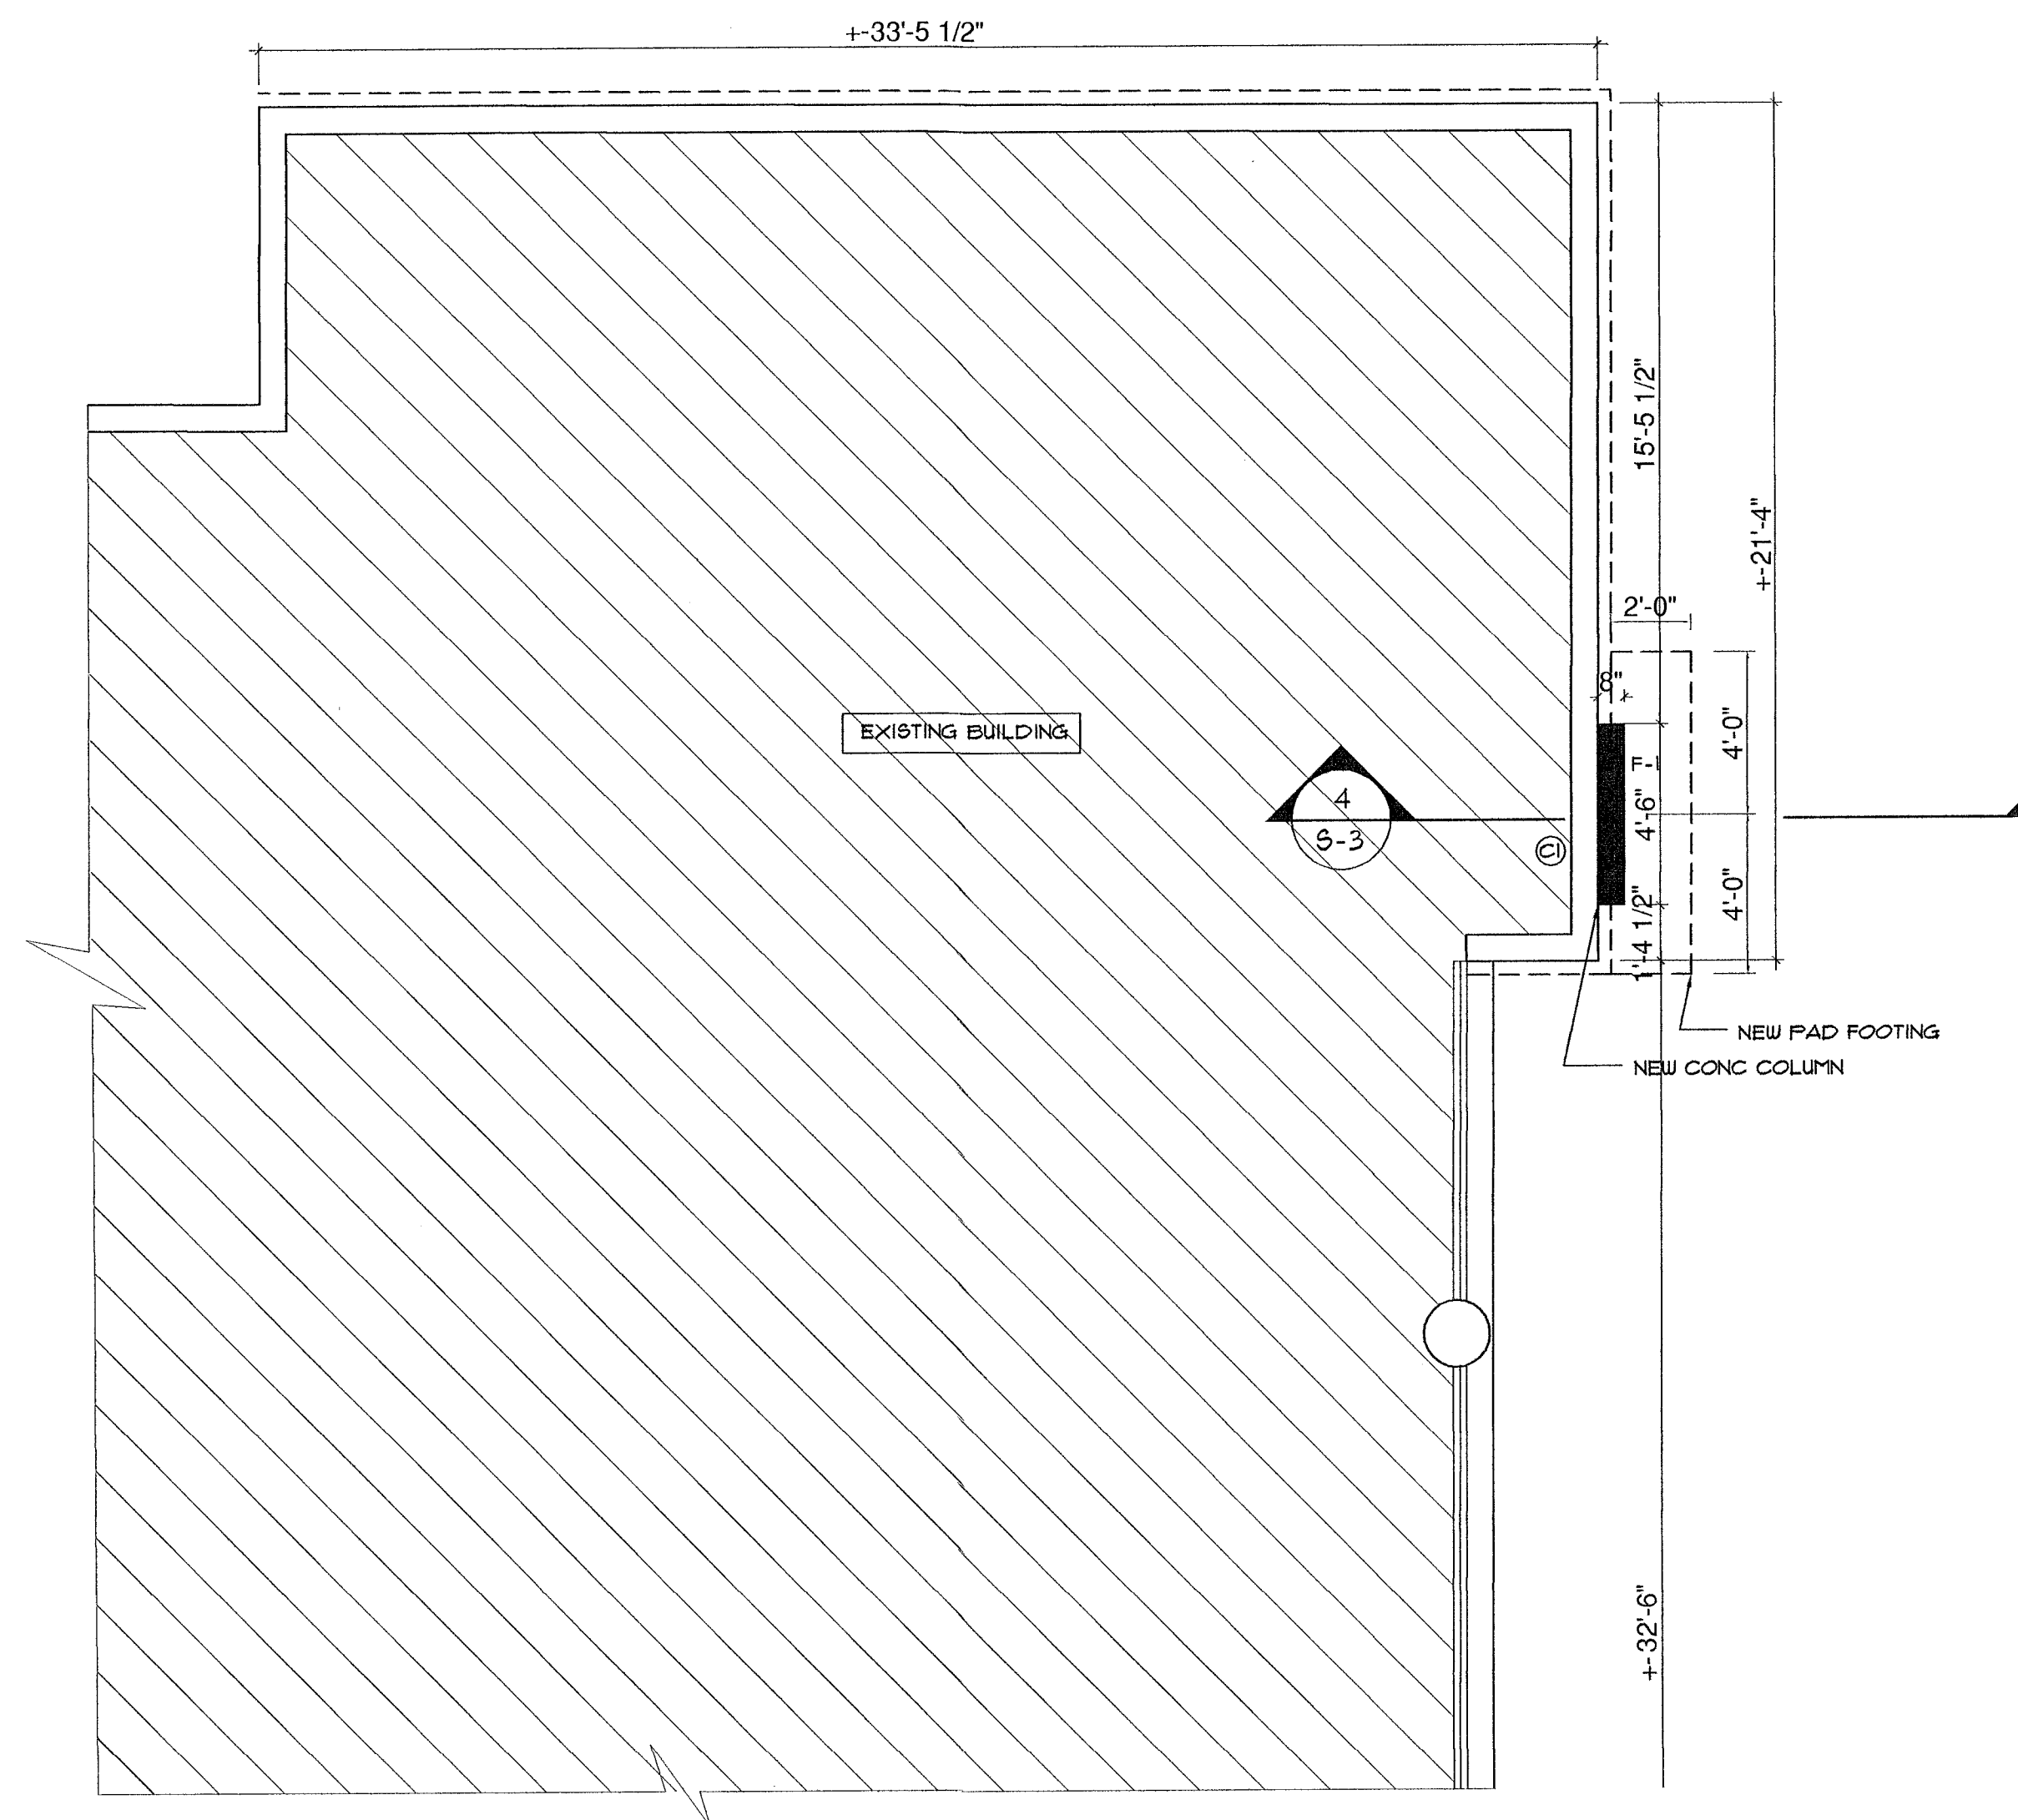 +-33'-5 1/2"
15'-5 1/2"
+-21'-4"
2'-0"
8"
EXISTING BUILDING
4'-0"
F-1
4
S-3
4'-6"
C1
4'-0"
1'-4 1/2"
NEW PAD FOOTING
NEW CONC COLUMN
+-32'-6"